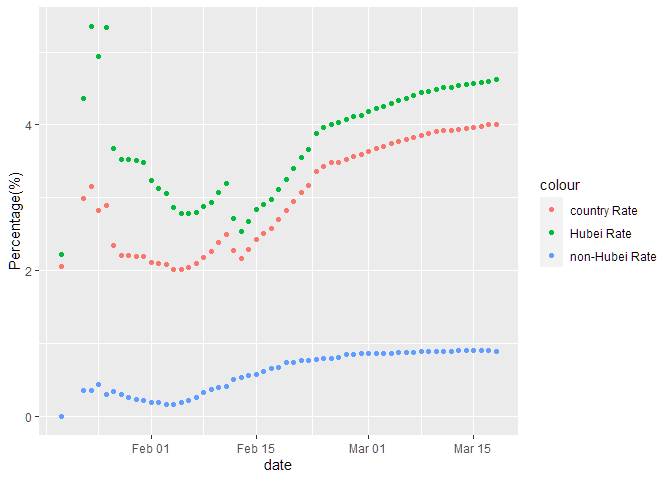 Percentage(%)
4
2
0
Feb 01
Feb 15
Mar 01
Mar 15
date
colour
country Rate
Hubei Rate
non-Hubei Rate